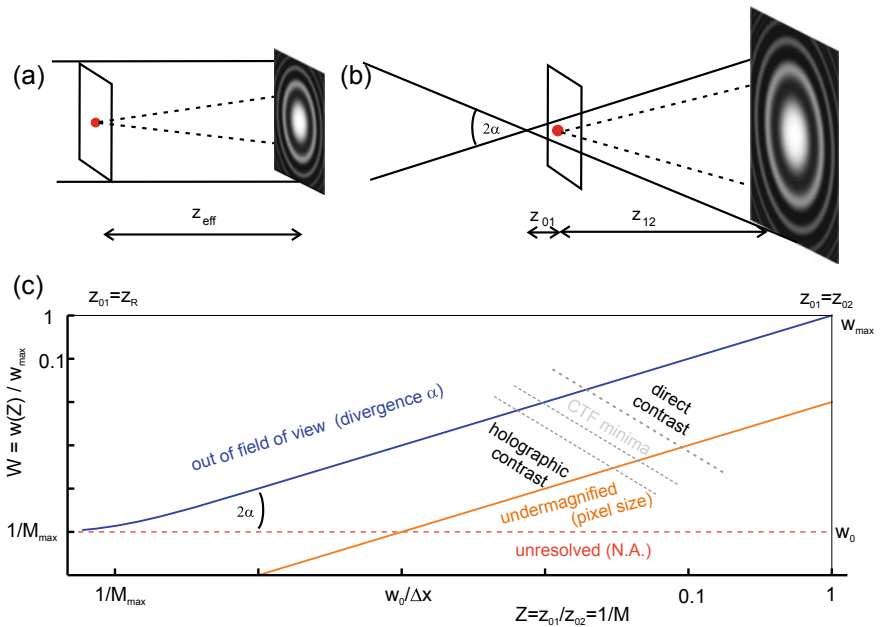 (a)
(b)
2α
z_eff
z_01
z_12
(c)
z_01=z_R
z_01=z_02
1
w_max
0.1
W = w(Z) / w_max
out of field of view (divergence α)
direct
contrast
CTF minima
holographic
contrast
2α
undermagnified
(pixel size)
1/M_max
w_0
unresolved (N.A.)
1/M_max
w_0/Δx
0.1
1
Z=z_01/z_02=1/M